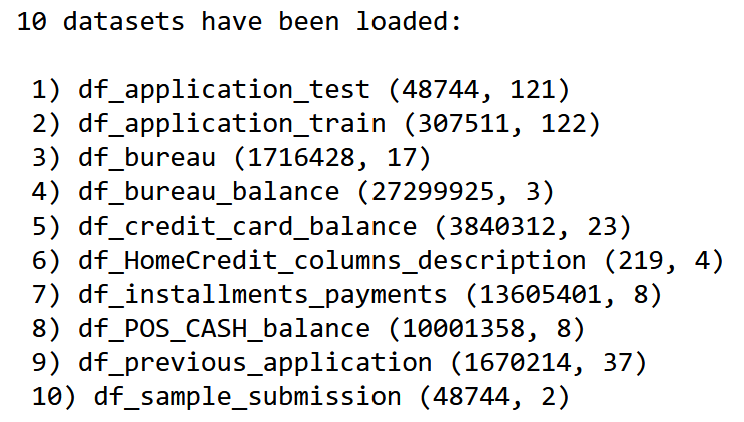 10 datasets have been loaded:
1) df_application_test (48744, 121)
2) df_application_train (307511, 122)
3) df_bureau (1716428, 17)
4) df_bureau_balance (27299925, 3)
5) df_credit_card_balance (3840312, 23)
6) df_HomeCredit_columns_description (219, 4)
7) df_installments_payments (13605401, 8)
8) df_POS_CASH_balance (10001358, 8)
9) df_previous_application (1670214, 37)
10) df_sample_submission (48744, 2)